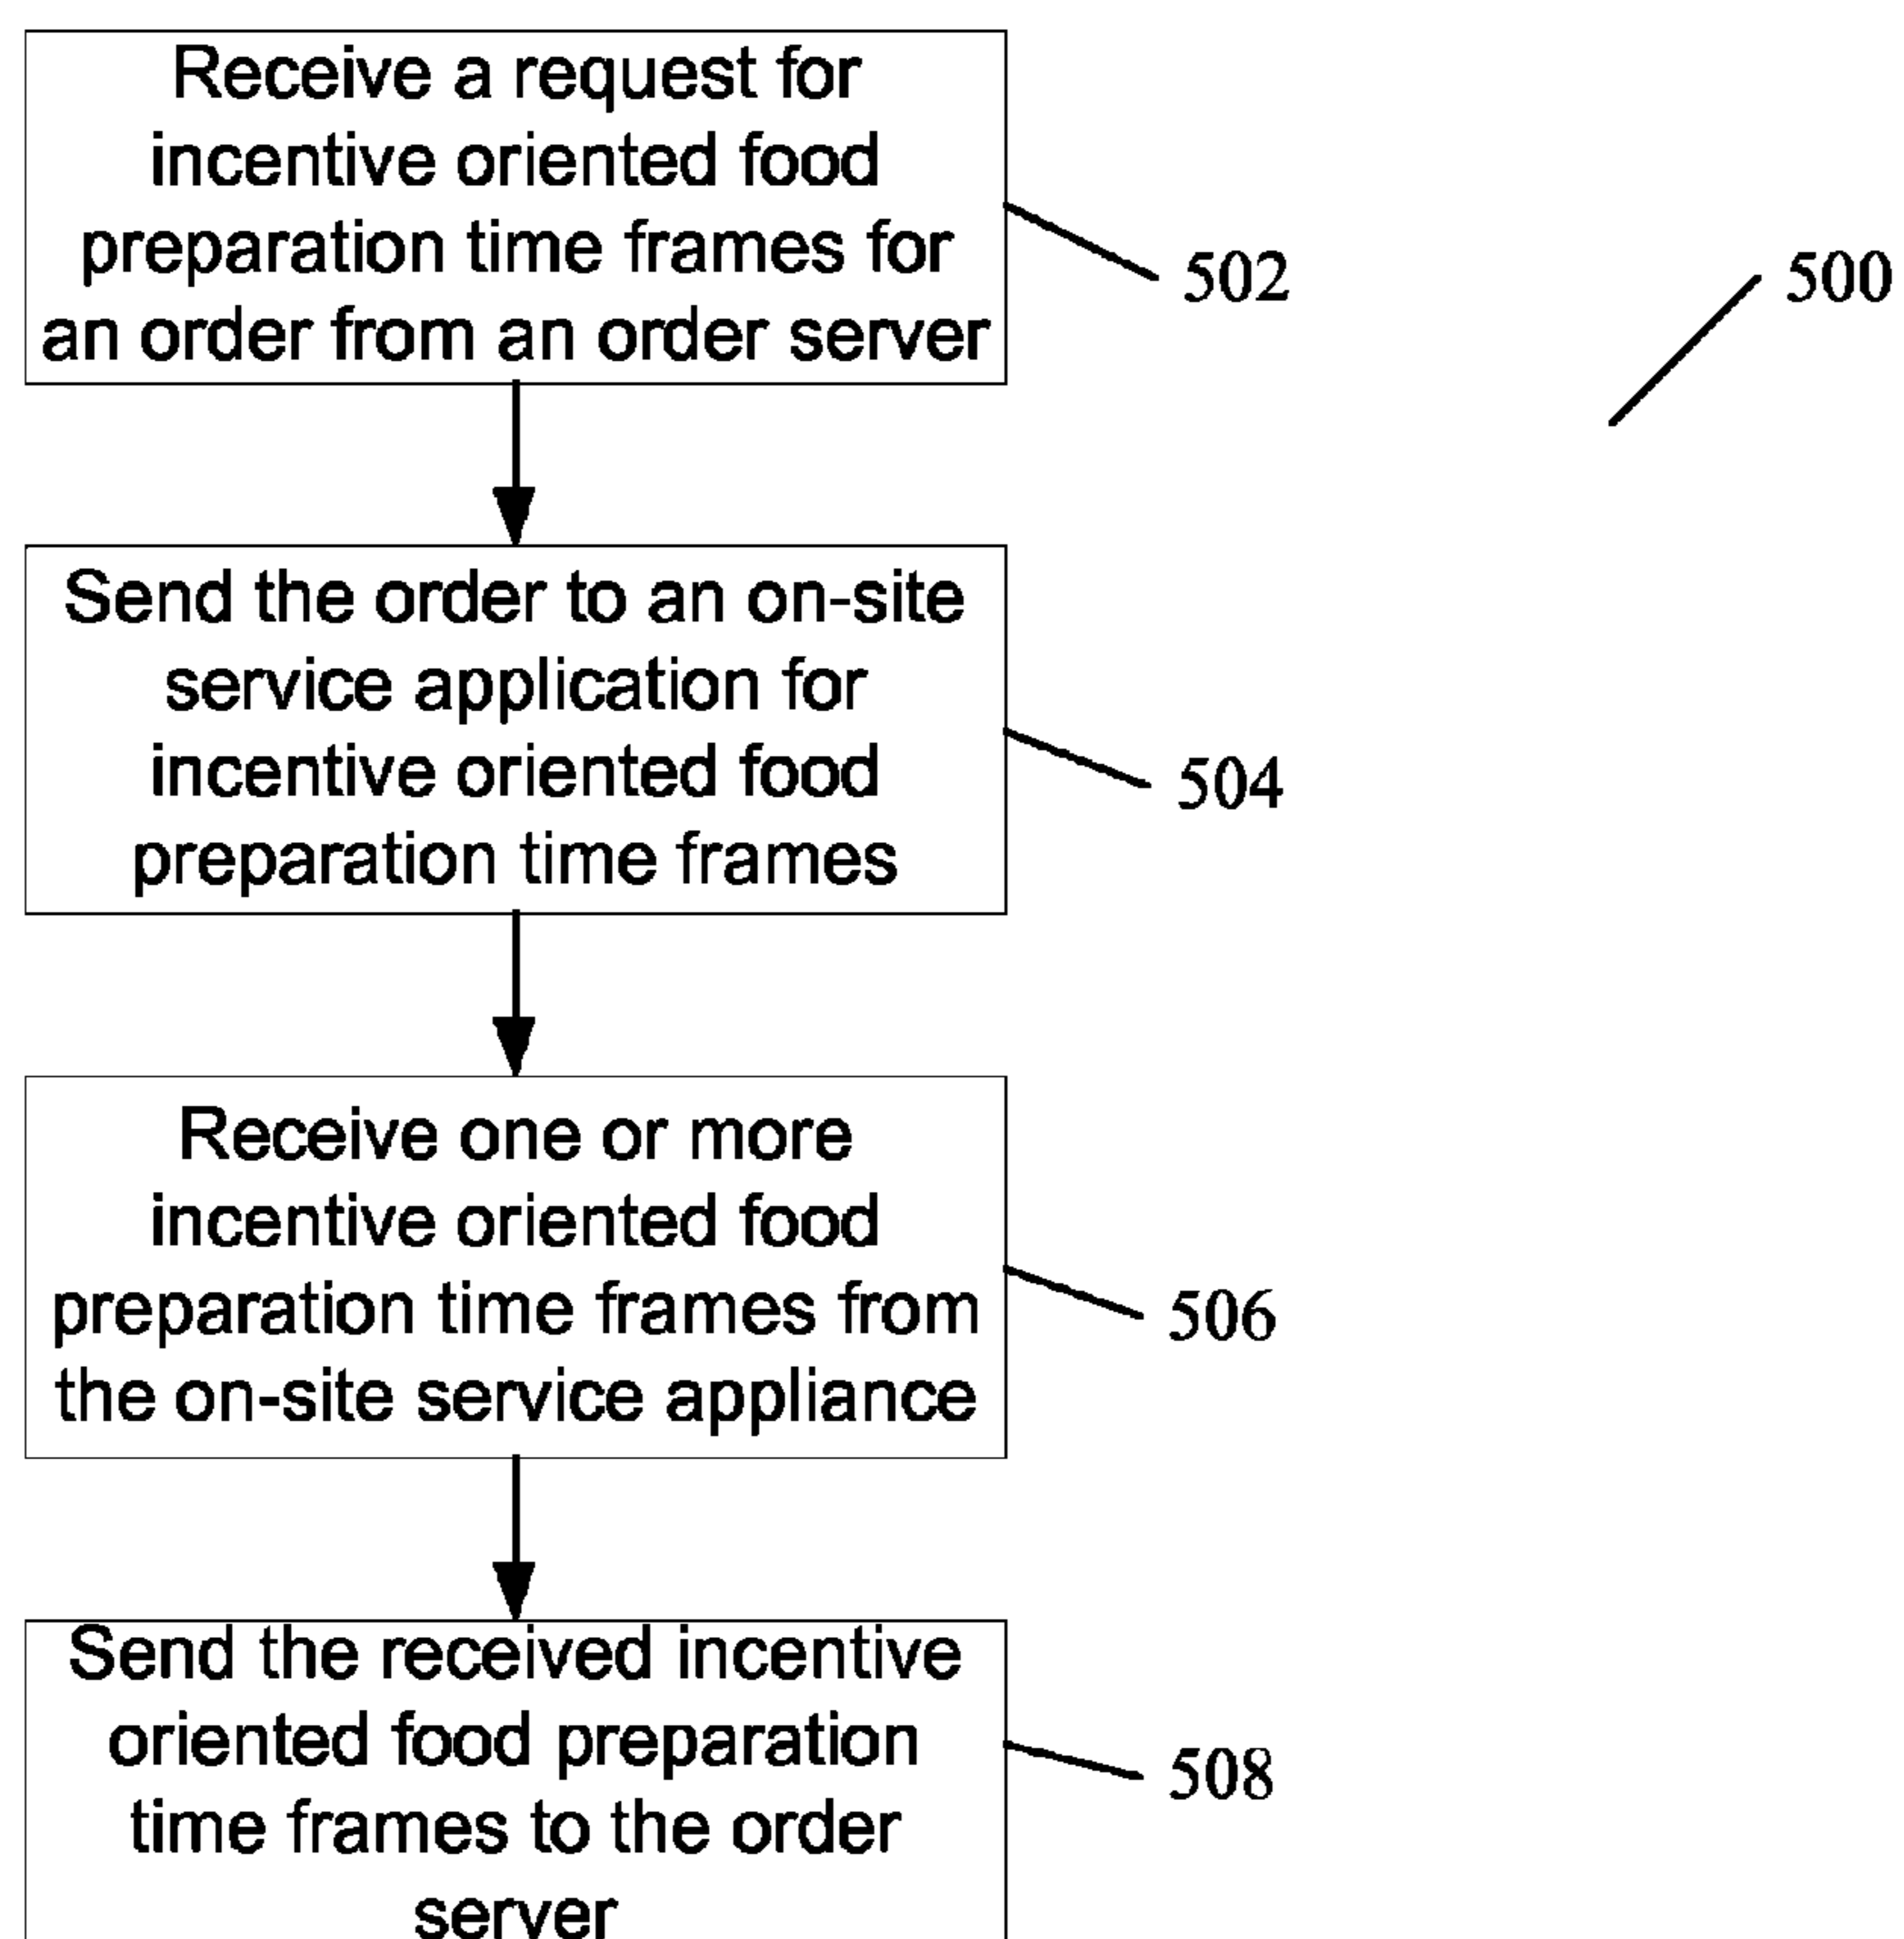 Receive a request for
incentive oriented food
preparation time frames for
an order from an order server
502
500
Send the order to an on-site
service application for
incentive oriented food
preparation time frames
504
Receive one or more
incentive oriented food
preparation time frames from
the on-site service appliance
506
Send the received incentive
oriented food preparation
time frames to the order
server
508